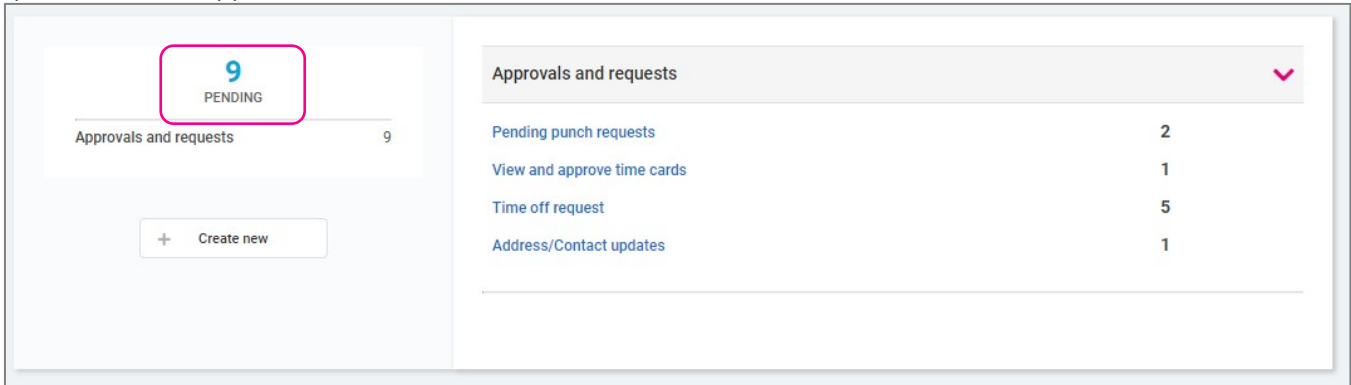 9
PENDING
Approvals and requests 9
+ Create new
Approvals and requests
Pending punch requests 2
View and approve time cards 1
Time off request 5
Address/Contact updates 1